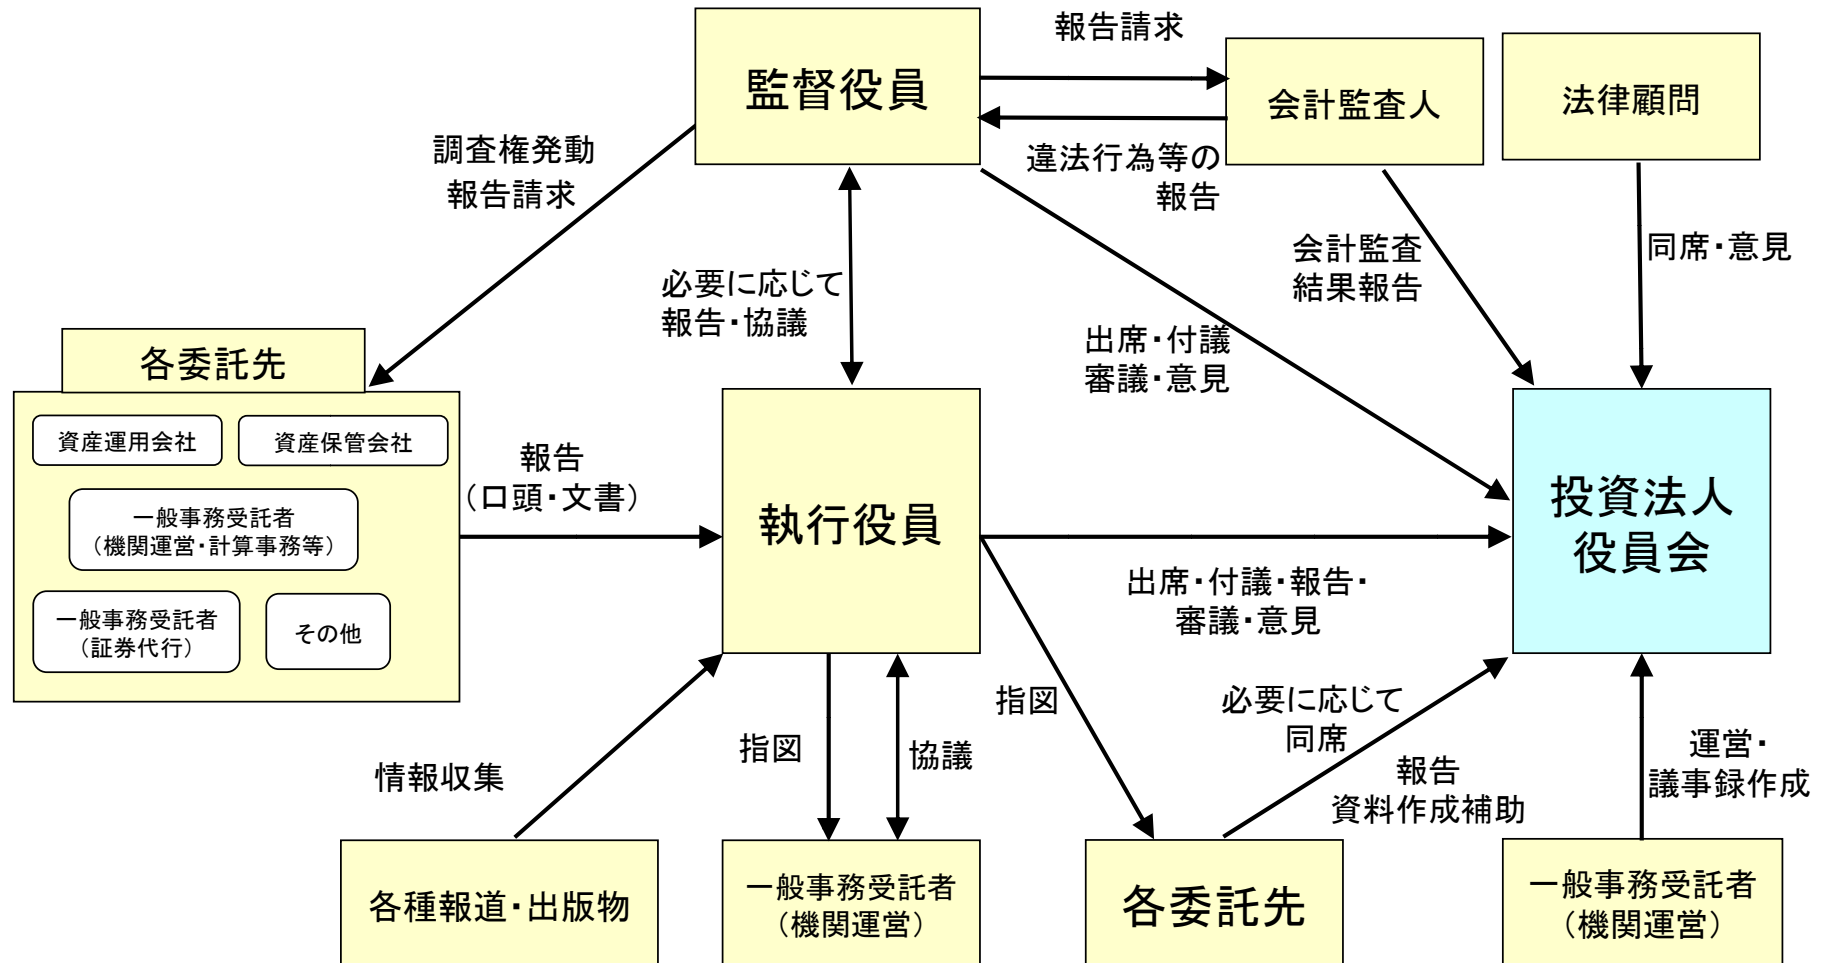 報告請求
監督役員
会計監査人
法律顧問
調査権発動
報告請求
違法行為等の
報告
必要に応じて
報告・協議
会計監査
結果報告
同席・意見
出席・付議
審議・意見
各委託先
資産運用会社
資産保管会社
一般事務受託者
（機関運営・計算事務等）
一般事務受託者
（証券代行）
その他
報告
（口頭・文書）
執行役員
投資法人
役員会
出席・付議・報告・
審議・意見
指図
必要に応じて
同席
情報収集
指図
協議
報告
資料作成補助
運営・
議事録作成
各種報道・出版物
一般事務受託者
（機関運営）
各委託先
一般事務受託者
（機関運営）